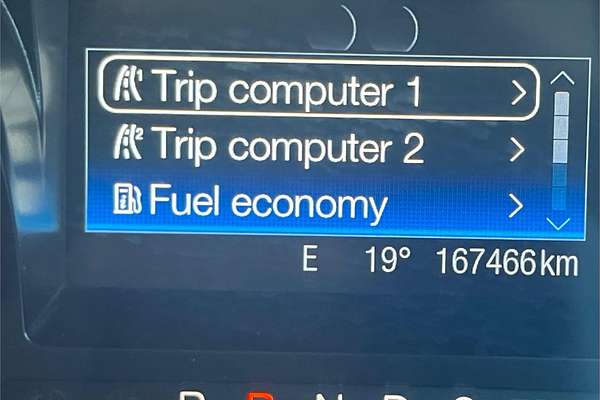 Trip computer 1
Trip computer 2
Fuel economy
E 19° 167466km
P R N D S